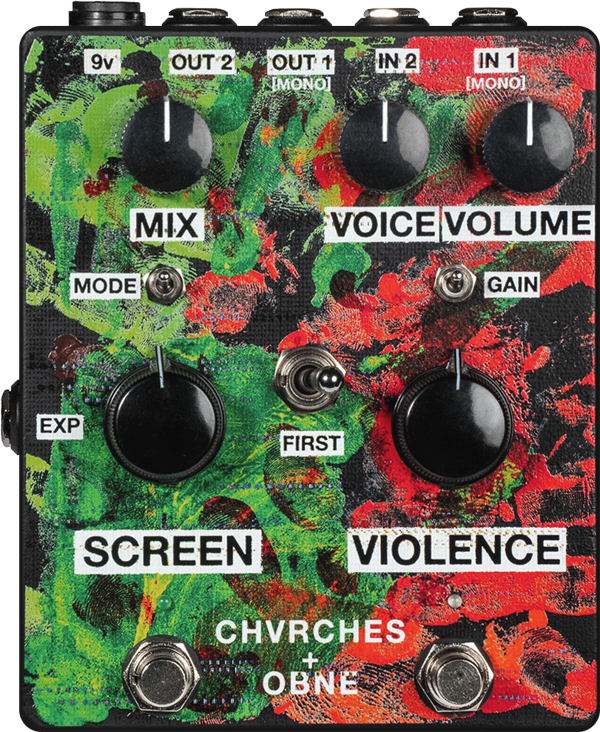 9v OUT 2 OUT 1 IN 2 IN 1
[MONO] [MONO]
MIX VOICE VOLUME
MODE GAIN
EXP FIRST
SCREEN VIOLENCE
CHVRCHES
+
OBNE